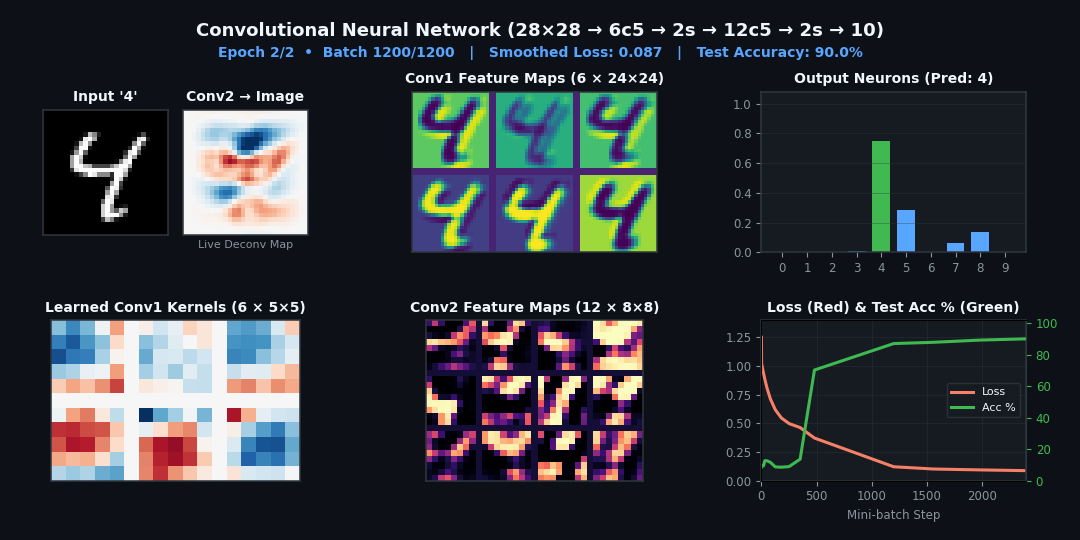 Convolutional Neural Network (28×28 → 6c5 → 2s → 12c5 → 2s → 10)
Epoch 2/2 • Batch 1200/1200 | Smoothed Loss: 0.087 | Test Accuracy: 90.0%
Input '4'
Conv2 → Image
Live Deconv Map
Conv1 Feature Maps (6 × 24×24)
Output Neurons (Pred: 4)
1.0
0.8
0.6
0.4
0.2
0.0
0 1 2 3 4 5 6 7 8 9
Learned Conv1 Kernels (6 × 5×5)
Conv2 Feature Maps (12 × 8×8)
Loss (Red) & Test Acc % (Green)
1.25
1.00
0.75
0.50
0.25
0.00
100
80
60
40
20
0
Loss
Acc %
0 500 1000 1500 2000
Mini-batch Step